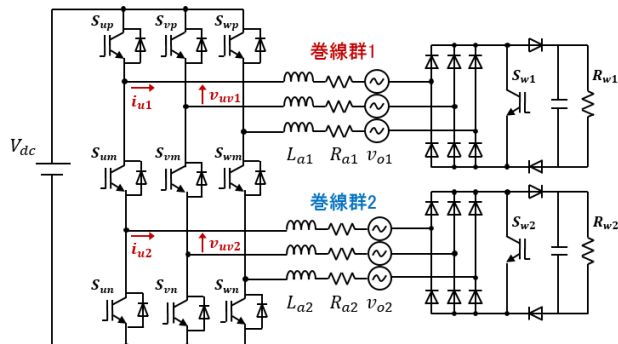 S_up S_vp S_wp
巻線群1
i_u1 v_uv1
L_a1 R_a1 v_o1
S_w1 R_w1
V_dc
S_um S_vm S_wm
巻線群2
i_u2 v_uv2
L_a2 R_a2 v_o2
S_w2 R_w2
S_un S_vn S_wn